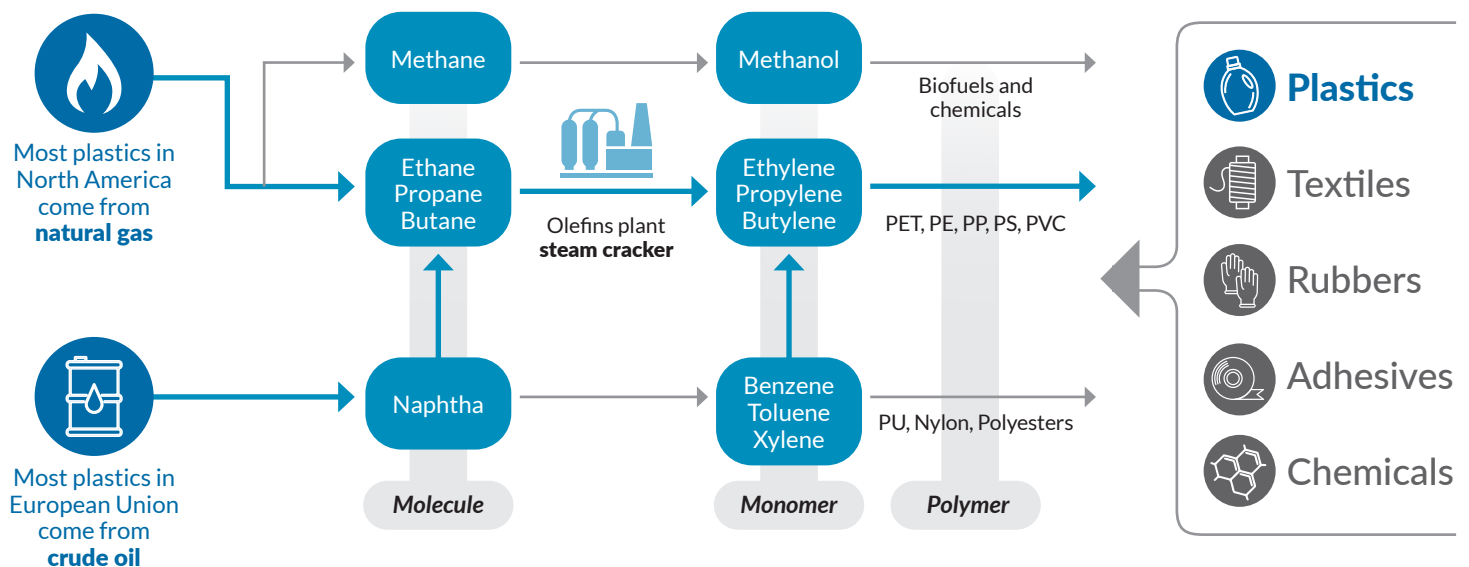 Most plastics in
North America
come from
natural gas
Methane
Methanol
Biofuels and
chemicals
Ethane
Propane
Butane
Olefins plant
steam cracker
Ethylene
Propylene
Butylene
PET, PE, PP, PS, PVC
Most plastics in
European Union
come from
crude oil
Naphtha
Benzene
Toluene
Xylene
PU, Nylon, Polyesters
Molecule
Monomer
Polymer
Plastics
Textiles
Rubbers
Adhesives
Chemicals